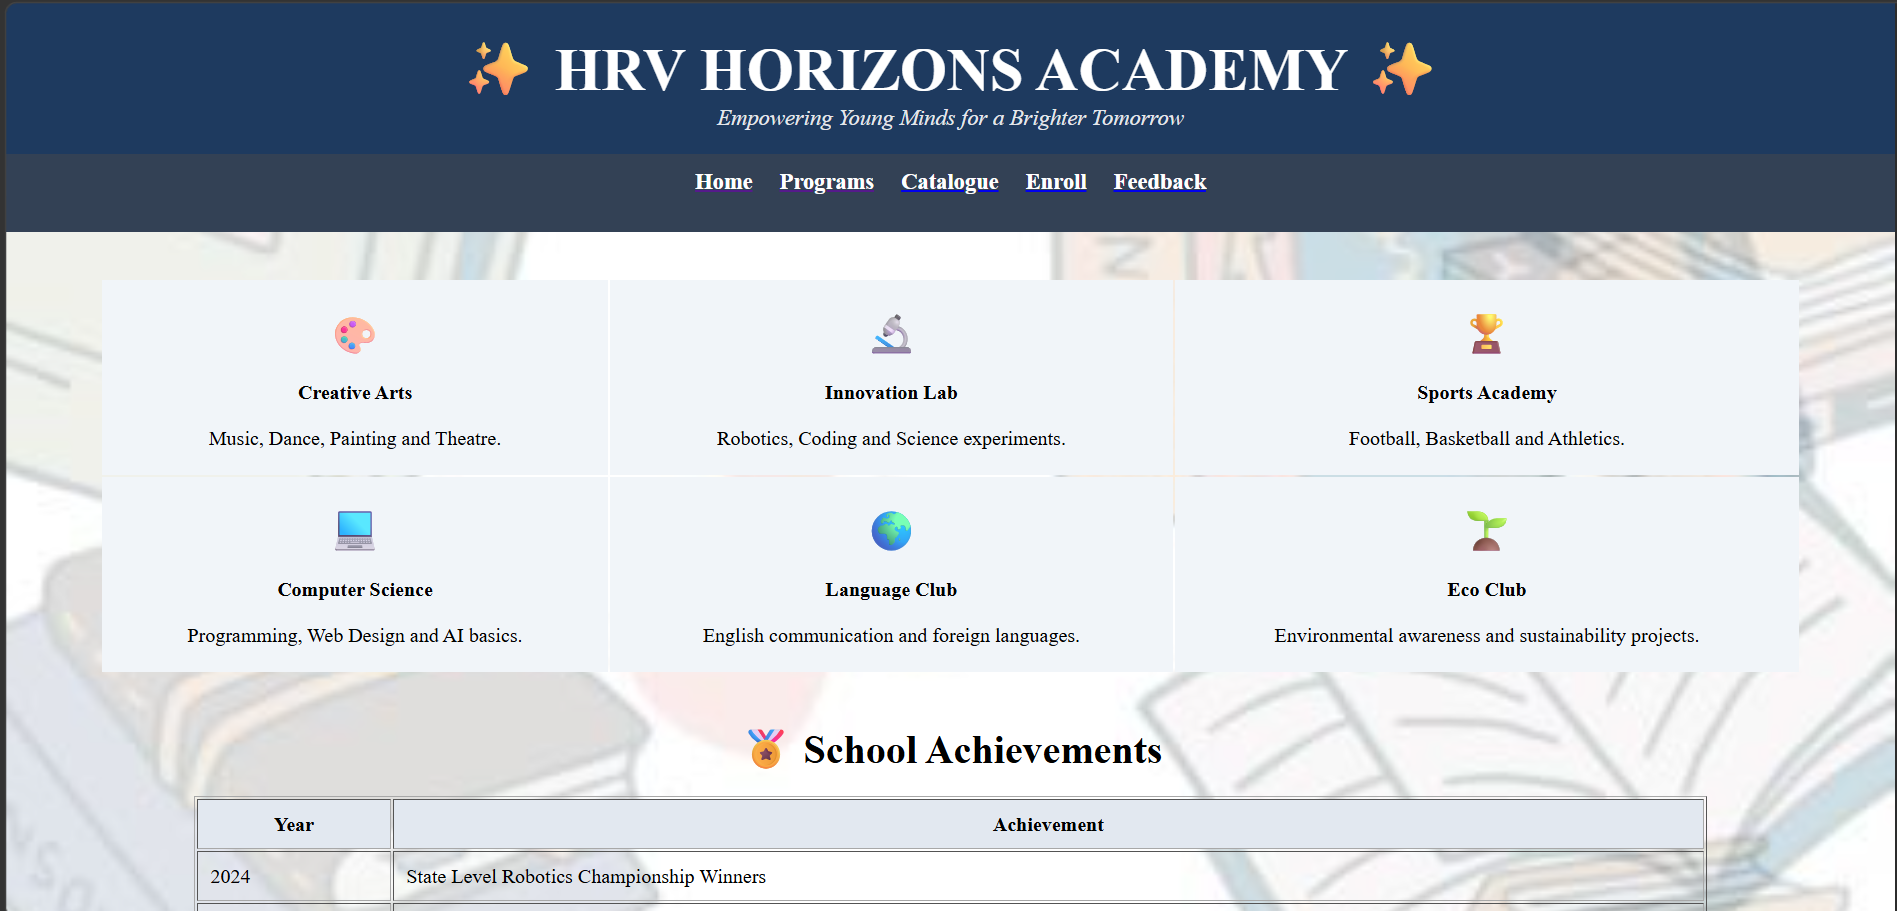 ✨ HRV HORIZONS ACADEMY ✨
Empowering Young Minds for a Brighter Tomorrow
Home Programs Catalogue Enroll Feedback
Creative Arts
Music, Dance, Painting and Theatre.
Innovation Lab
Robotics, Coding and Science experiments.
Sports Academy
Football, Basketball and Athletics.
Computer Science
Programming, Web Design and AI basics.
Language Club
English communication and foreign languages.
Eco Club
Environmental awareness and sustainability projects.
🏅 School Achievements
Year Achievement
2024 State Level Robotics Championship Winners